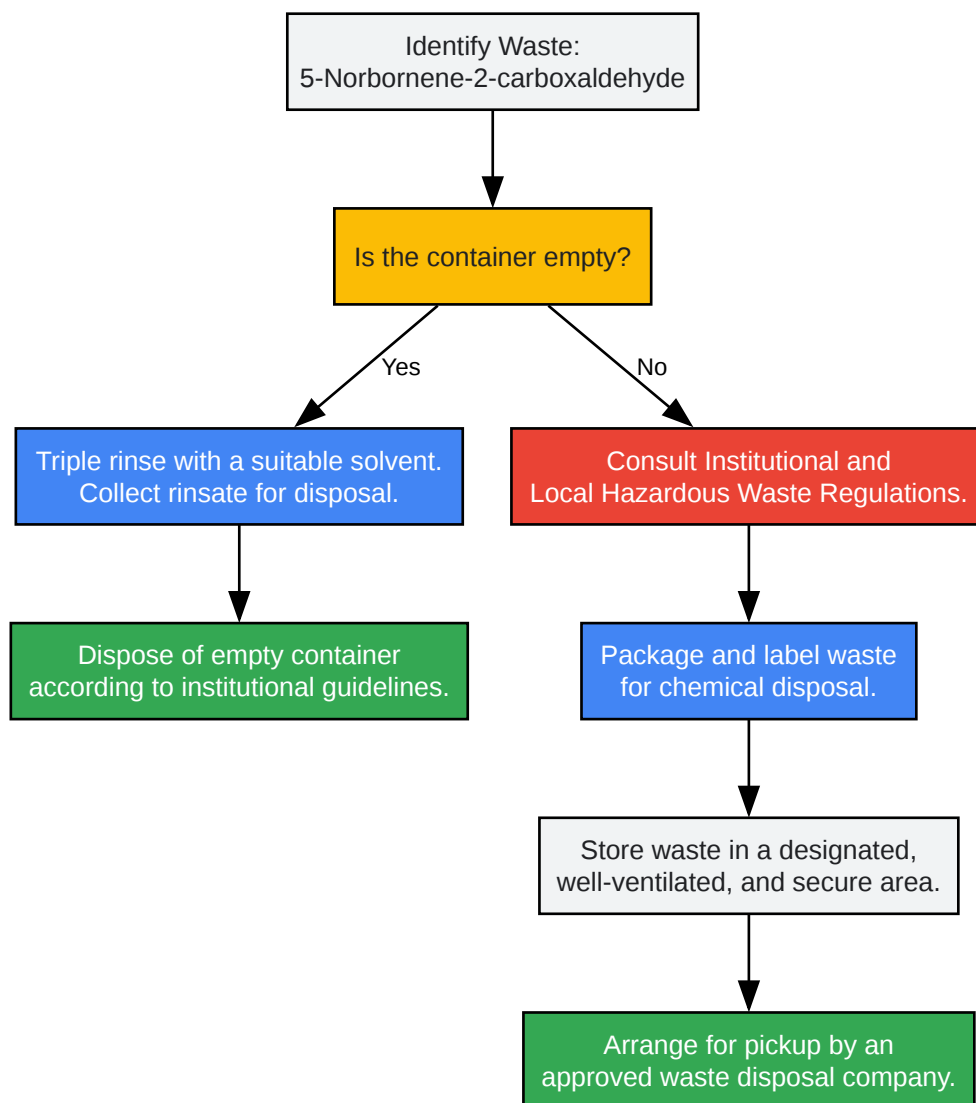 Identify Waste:
5-Norbornene-2-carboxaldehyde
Is the container empty?
Yes
No
Triple rinse with a suitable solvent.
Collect rinsate for disposal.
Consult Institutional and
Local Hazardous Waste Regulations.
Dispose of empty container
according to institutional guidelines.
Package and label waste
for chemical disposal.
Store waste in a designated,
well-ventilated, and secure area.
Arrange for pickup by an
approved waste disposal company.